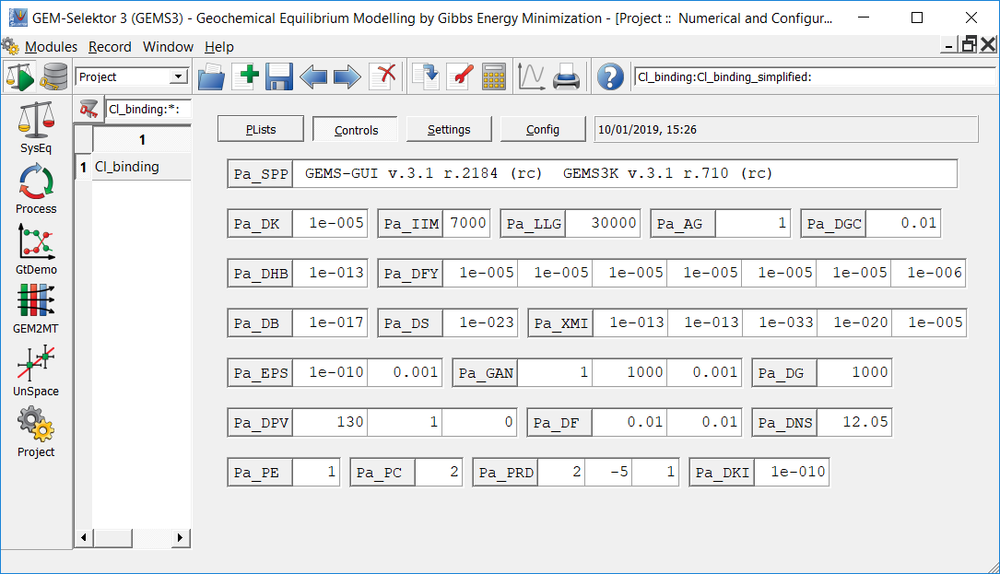 GEM-Selektor 3 (GEMS3) - Geochemical Equilibrium Modelling by Gibbs Energy Minimization - [Project :: Numerical and Configur...
Modules Record Window Help
Project
Cl_binding:Cl_binding_simplified:
SysEq
Process
GtDemo
GEM2MT
UnSpace
Project
Cl_binding:*:
1
1 Cl_binding
PLists Controls Settings Config 10/01/2019, 15:26
Pa_SPP GEMS-GUI v.3.1 r.2184 (rc) GEMS3K v.3.1 r.710 (rc)
Pa_DK 1e-005 Pa_IIM 7000 Pa_LLG 30000 Pa_AG 1 Pa_DGC 0.01
Pa_DHB 1e-013 Pa_DFY 1e-005 1e-005 1e-005 1e-005 1e-005 1e-005 1e-006
Pa_DB 1e-017 Pa_DS 1e-023 Pa_XMI 1e-013 1e-013 1e-033 1e-020 1e-005
Pa_EPS 1e-010 0.001 Pa_GAN 1 1000 0.001 Pa_DG 1000
Pa_DPV 130 1 0 Pa_DF 0.01 0.01 Pa_DNS 12.05
Pa_PE 1 Pa_PC 2 Pa_PRD 2 -5 1 Pa_DKI 1e-010